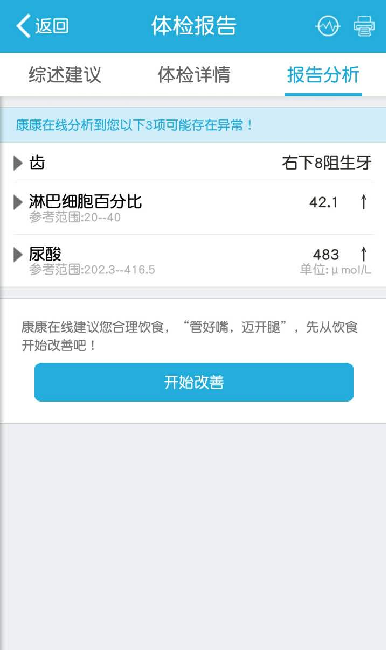 返回
体检报告
综述建议
体检详情
报告分析
康康在线分析到您以下3项可能存在异常！
齿 右下8阻生牙
淋巴细胞百分比 42.1 ↑
参考范围:20--40
尿酸 483 ↑
参考范围:202.3--416.5 单位:μmol/L
康康在线建议您合理饮食，“管好嘴，迈开腿”，先从饮食
开始改善吧！
开始改善